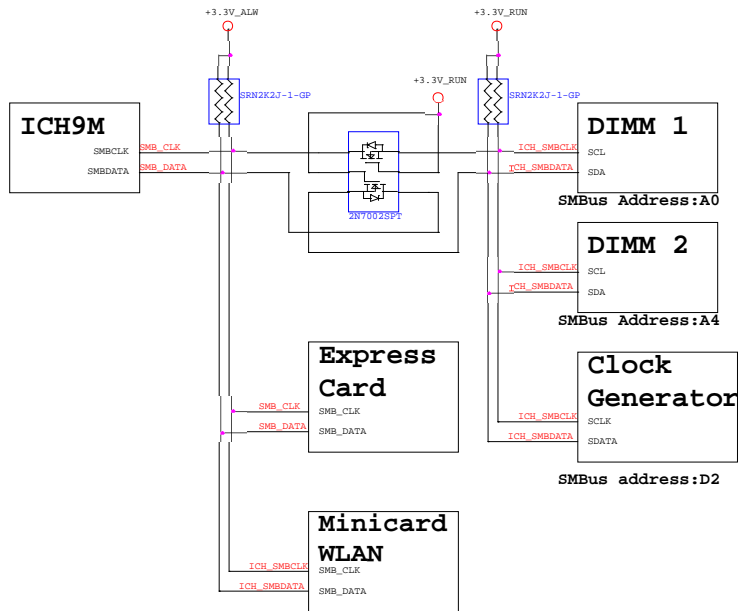 +3.3V_ALW
+3.3V_RUN
+3.3V_RUN
SRN2K2J-1-GP
SRN2K2J-1-GP
ICH9M
SMBCLK
SMBDATA
SMB_CLK
SMB_DATA
2N7002SPT
ICH_SMBCLK
ICH_SMBDATA
DIMM 1
SCL
SDA
SMBus Address:A0
ICH_SMBCLK
ICH_SMBDATA
DIMM 2
SCL
SDA
SMBus Address:A4
Express
Card
SMB_CLK
SMB_DATA
SMB_CLK
SMB_DATA
ICH_SMBCLK
ICH_SMBDATA
Clock
Generator
SCLK
SDATA
SMBus address:D2
Minicard
WLAN
ICH_SMBCLK
ICH_SMBDATA
SMB_CLK
SMB_DATA